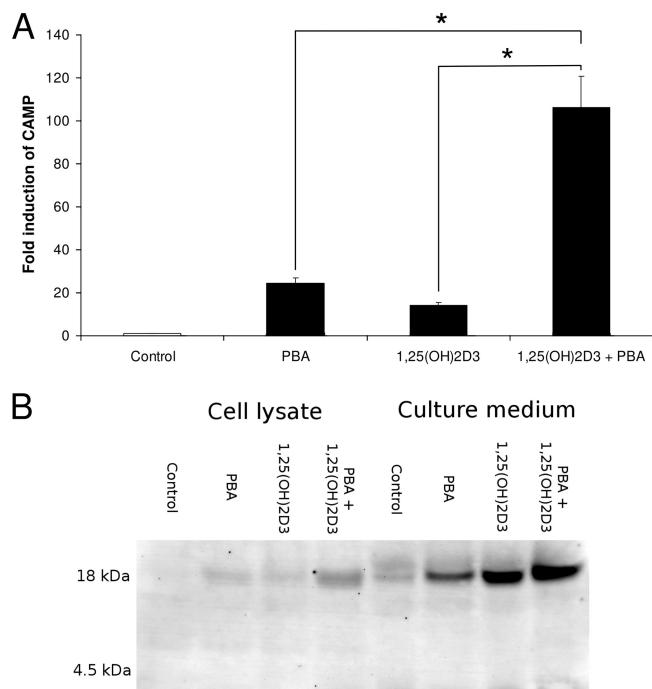 A
Fold induction of CAMP
140
120
100
80
60
40
20
0
*
*
Control
PBA
1,25(OH)2D3
1,25(OH)2D3 + PBA
B
Cell lysate
Culture medium
Control
PBA
1,25(OH)2D3
PBA +
1,25(OH)2D3
Control
PBA
1,25(OH)2D3
PBA +
1,25(OH)2D3
18 kDa
4.5 kDa